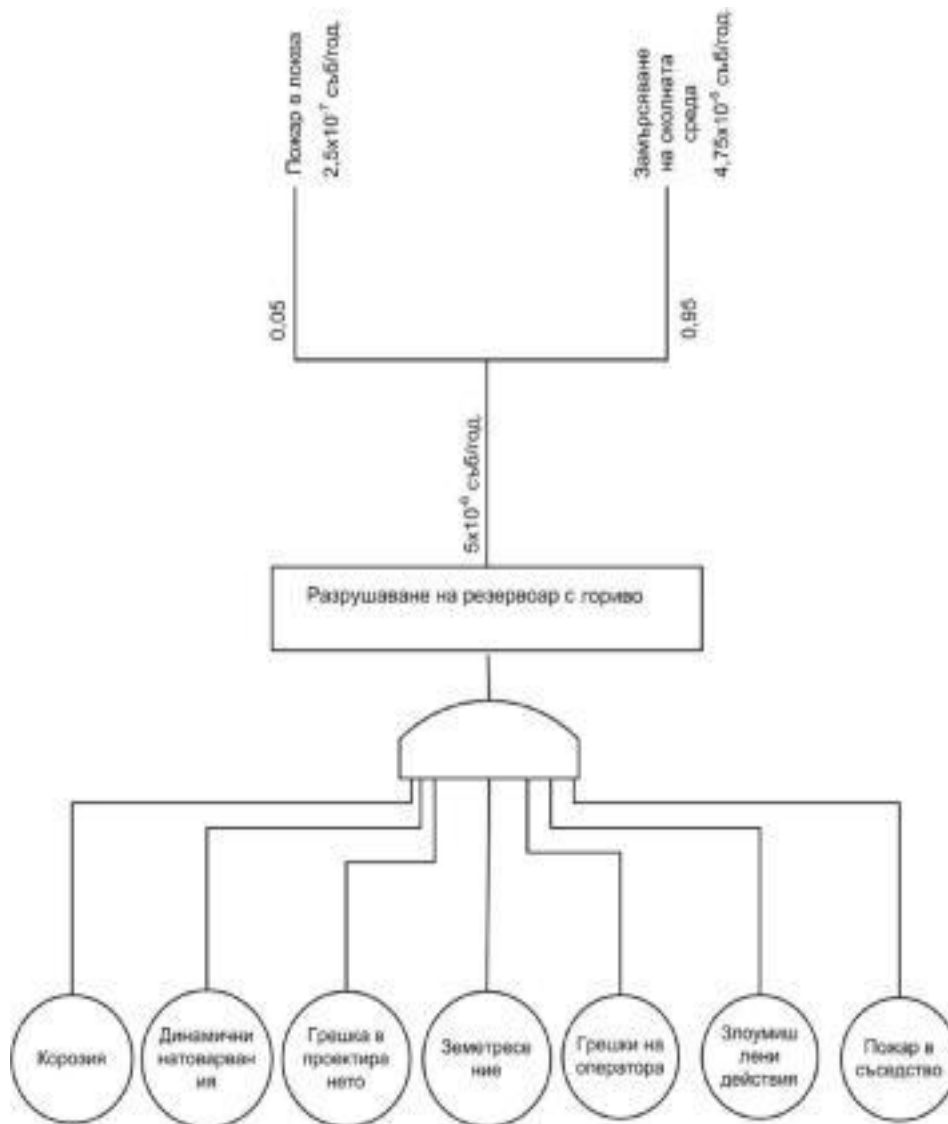 Пожар в локва
2,5x10⁻⁷ съб/год.
Замърсяване
на околната
среда
4,75x10⁻⁶ съб/год.
0,05
0,95
5x10⁻⁶ съб/год.
Разрушаване на резервоар с гориво
Корозия
Динамични
натоварван
ия
Грешка в
проектира
нето
Земетресе
ние
Грешки на
оператора
Злоумиш
лени
действия
Пожар в
съседство